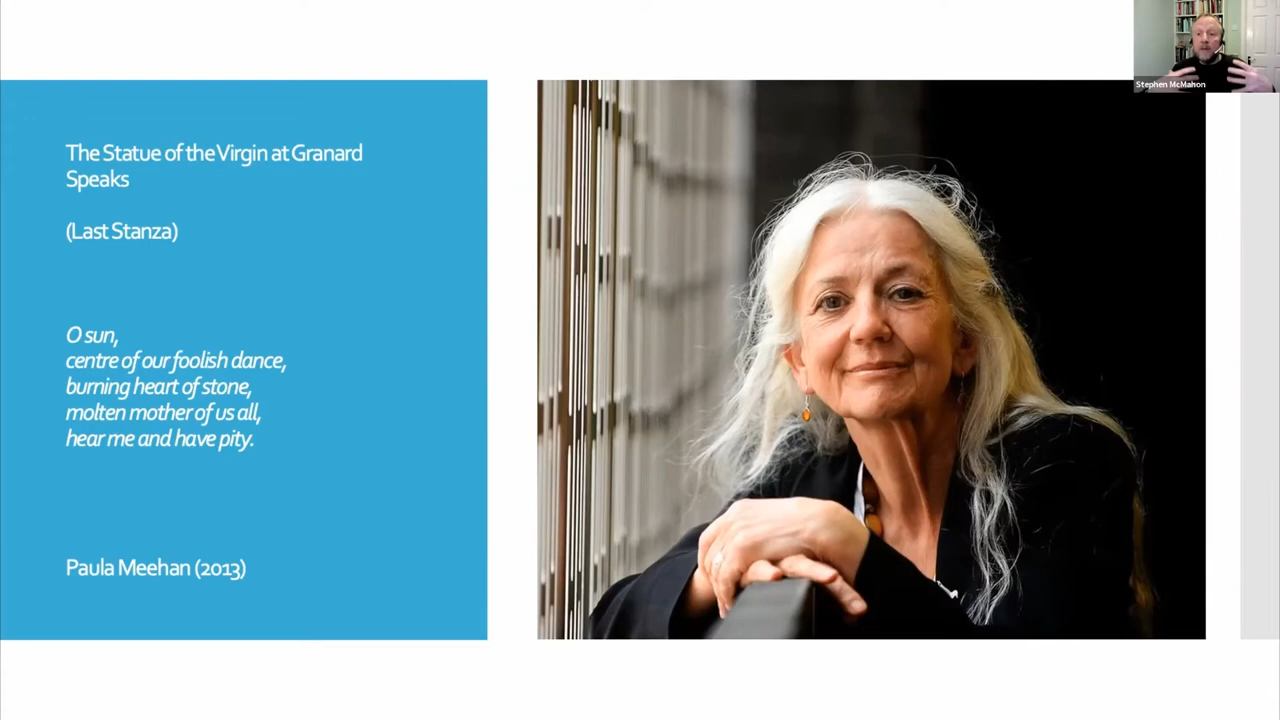 The Statue of the Virgin at Granard
Speaks
(Last Stanza)
O sun,
centre of our foolish dance,
burning heart of stone,
molten mother of us all,
hear me and have pity.
Paula Meehan (2013)
Stephen McMahon